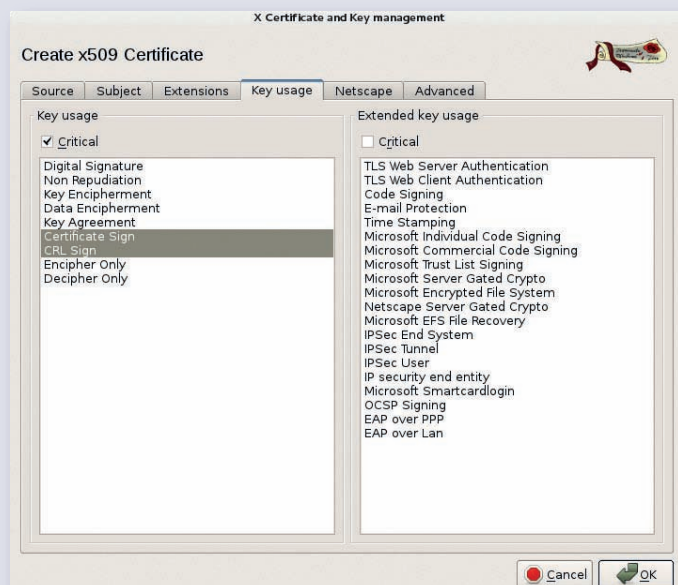 X Certificate and Key management
Create x509 Certificate
Source
Subject
Extensions
Key usage
Netscape
Advanced
Key usage
Critical
Digital Signature
Non Repudiation
Key Encipherment
Data Encipherment
Key Agreement
Certificate Sign
CRL Sign
Encipher Only
Decipher Only
Extended key usage
Critical
TLS Web Server Authentication
TLS Web Client Authentication
Code Signing
E-mail Protection
Time Stamping
Microsoft Individual Code Signing
Microsoft Commercial Code Signing
Microsoft Trust List Signing
Microsoft Server Gated Crypto
Microsoft Encrypted File System
Netscape Server Gated Crypto
Microsoft EFS File Recovery
IPSec End System
IPSec Tunnel
IPSec User
IP security end entity
Microsoft Smartcardlogin
OCSP Signing
EAP over PPP
EAP over Lan
Cancel
OK